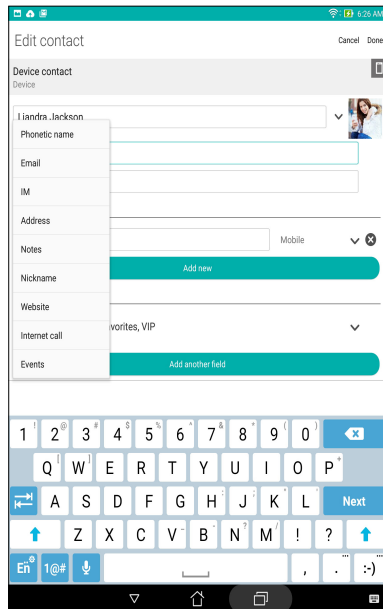 6:26 AM
Edit contact
Cancel Done
Device contact
Device
Liandra Jackson
Phonetic name
Email
IM
Address
Notes
Nickname
Website
Internet call
Events
Mobile
Add new
vorites, VIP
Add another field
1 ! 2 @ 3 # 4 $ 5 % 6 ^ 7 & 8 * 9 ( 0 )
Q [ W ] E R T Y U I O P +
A S D F G H : J ; K " L '
Next
Z X C V - B - N ? M / ! ?
En 1@# , . ... :-) ...